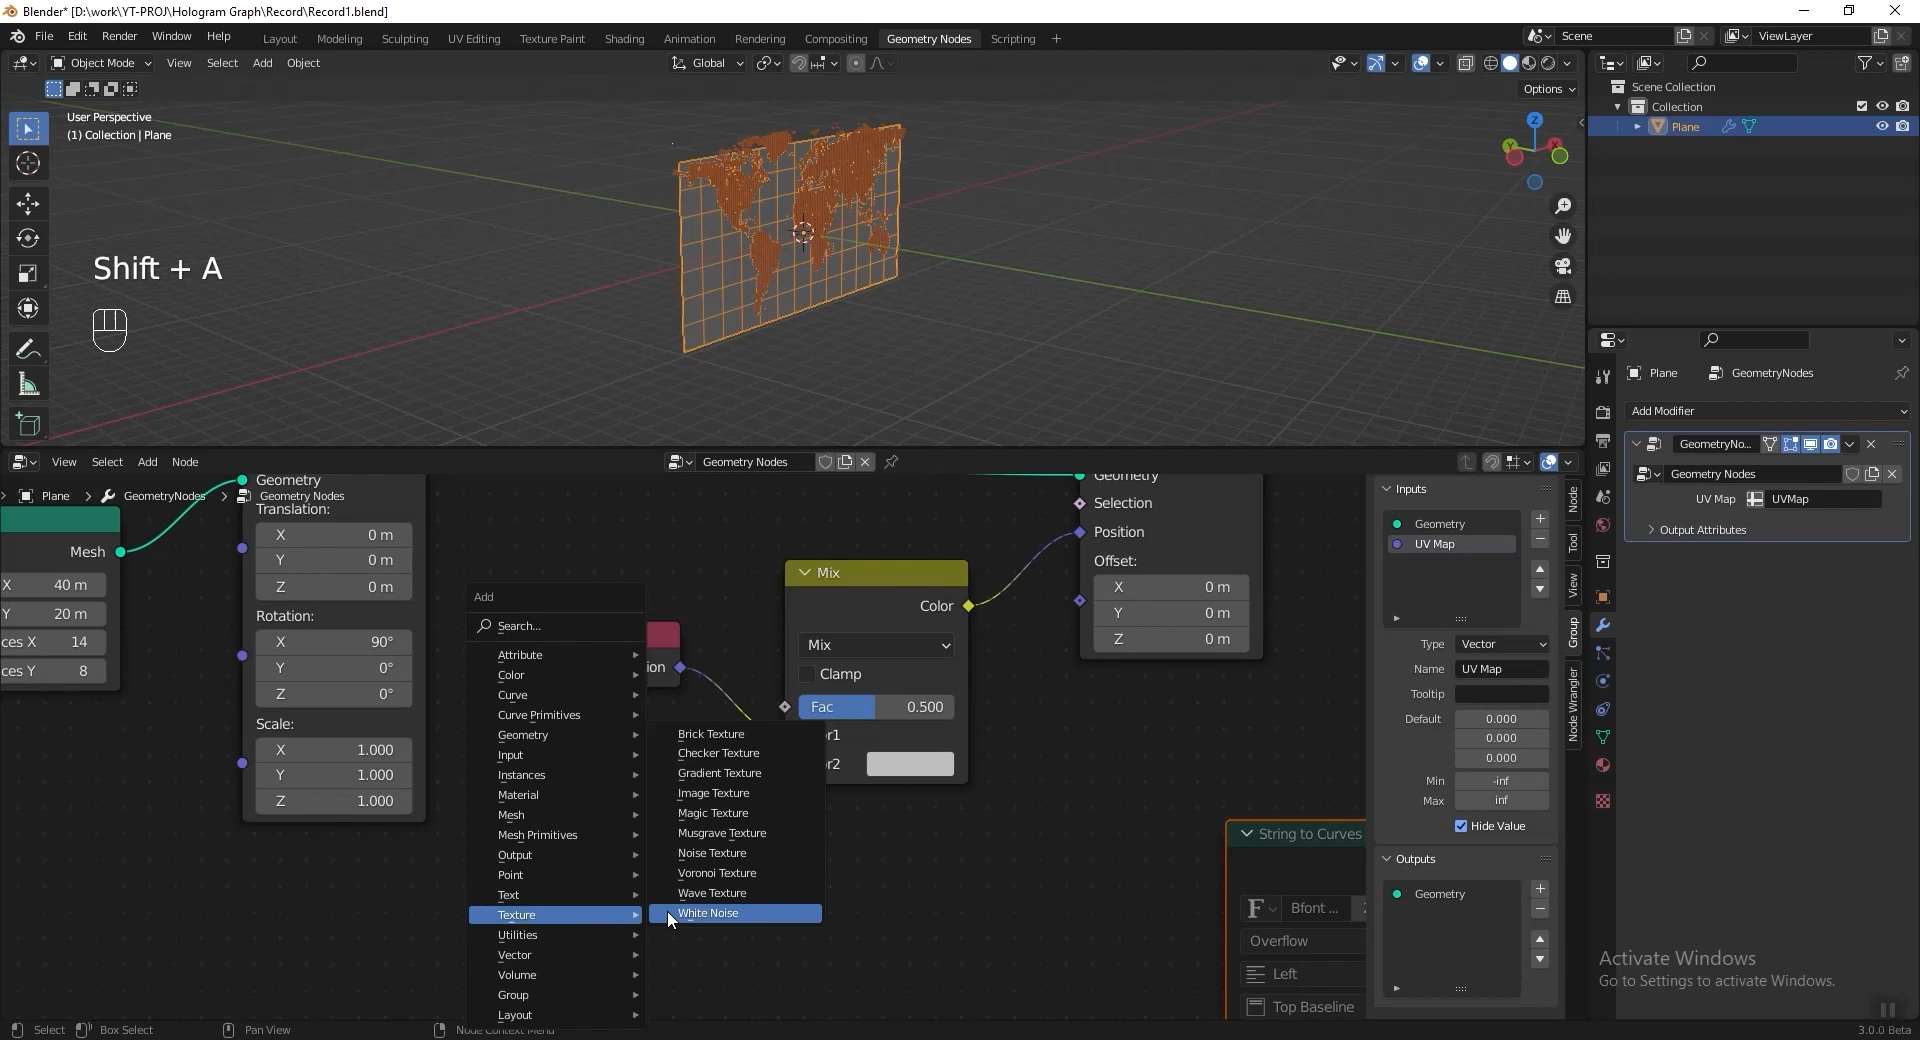 Blender* [D:\work\YT-PROJ\Hologram Graph\Record\Record1.blend]
File Edit Render Window Help Layout Modeling Sculpting UV Editing Texture Paint Shading Animation Rendering Compositing Geometry Nodes Scripting + Scene ViewLayer
Object Mode View Select Add Object Global
Options
User Perspective
(1) Collection | Plane
Scene Collection
Collection
Plane
Z
Y
X
Shift + A
Plane GeometryNodes
Add Modifier
GeometryNo...
Geometry Nodes
UV Map UVMap
Output Attributes
View Select Add Node Geometry Nodes
Plane > GeometryNodes > Geometry Nodes
Mesh
X 40 m
Y 20 m
ces X 14
ces Y 8
Geometry
Translation:
X 0 m
Y 0 m
Z 0 m
Rotation:
X 90°
Y 0°
Z 0°
Scale:
X 1.000
Y 1.000
Z 1.000
Add
Search...
Attribute
Color
Curve
Curve Primitives
Geometry
Input
Instances
Material
Mesh
Mesh Primitives
Output
Point
Text
Texture
Utilities
Vector
Volume
Group
Layout
Brick Texture
Checker Texture
Gradient Texture
Image Texture
Magic Texture
Musgrave Texture
Noise Texture
Voronoi Texture
Wave Texture
White Noise
ion
Mix
Color
Mix
Clamp
Fac 0.500
or1
or2
Geometry
Selection
Position
Offset:
X 0 m
Y 0 m
Z 0 m
String to Curves
F Bfont ...
Overflow
Left
Top Baseline
Inputs
Geometry
UV Map
Type Vector
Name UV Map
Tooltip
Default 0.000
0.000
0.000
Min -inf
Max inf
Hide Value
Outputs
Geometry
Node
Tool
View
Group
Node Wrangler
Activate Windows
Go to Settings to activate Windows.
Select Box Select Pan View Node Context Menu 3.0.0 Beta